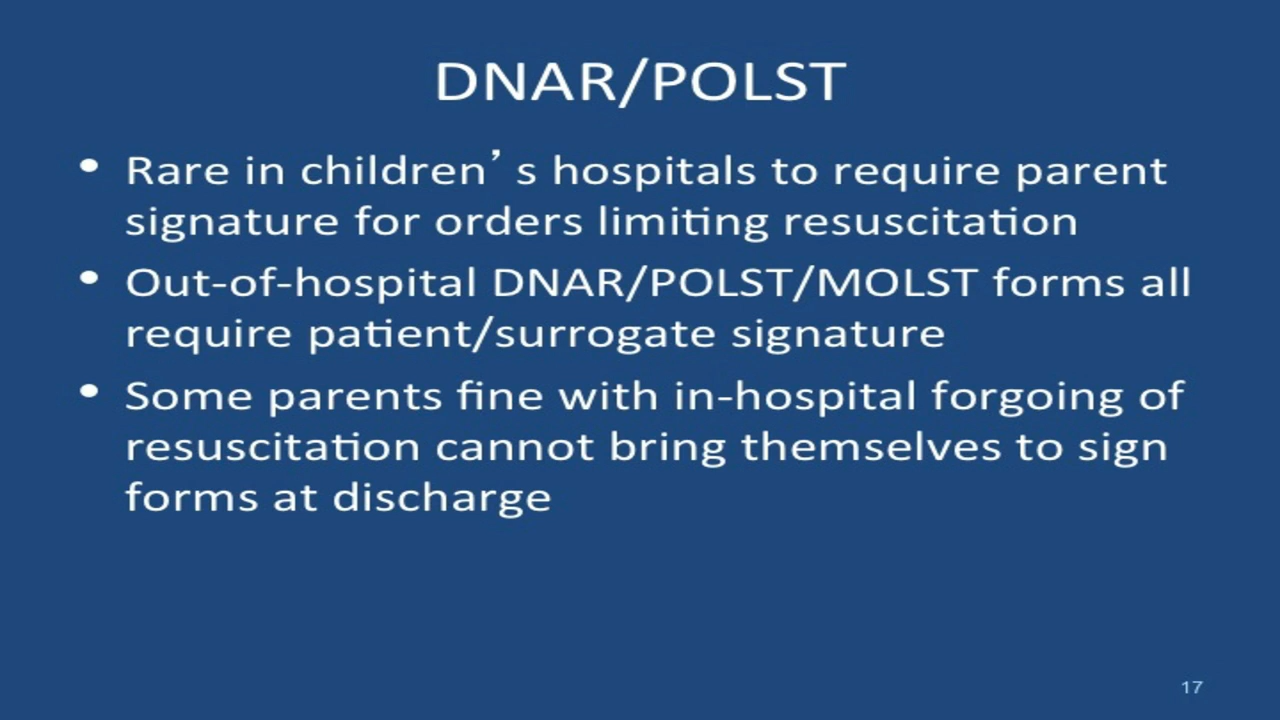 DNAR/POLST
• Rare in children’s hospitals to require parent
signature for orders limiting resuscitation
• Out-of-hospital DNAR/POLST/MOLST forms all
require patient/surrogate signature
• Some parents fine with in-hospital forgoing of
resuscitation cannot bring themselves to sign
forms at discharge
17